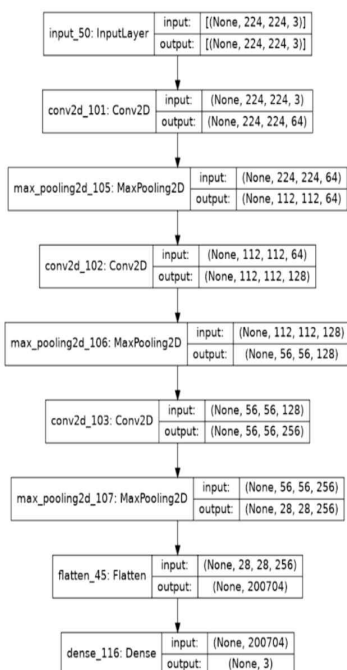 input_50: InputLayer
input: [(None, 224, 224, 3)]
output: [(None, 224, 224, 3)]
conv2d_101: Conv2D
input: (None, 224, 224, 3)
output: (None, 224, 224, 64)
max_pooling2d_105: MaxPooling2D
input: (None, 224, 224, 64)
output: (None, 112, 112, 64)
conv2d_102: Conv2D
input: (None, 112, 112, 64)
output: (None, 112, 112, 128)
max_pooling2d_106: MaxPooling2D
input: (None, 112, 112, 128)
output: (None, 56, 56, 128)
conv2d_103: Conv2D
input: (None, 56, 56, 128)
output: (None, 56, 56, 256)
max_pooling2d_107: MaxPooling2D
input: (None, 56, 56, 256)
output: (None, 28, 28, 256)
flatten_45: Flatten
input: (None, 28, 28, 256)
output: (None, 200704)
dense_116: Dense
input: (None, 200704)
output: (None, 3)